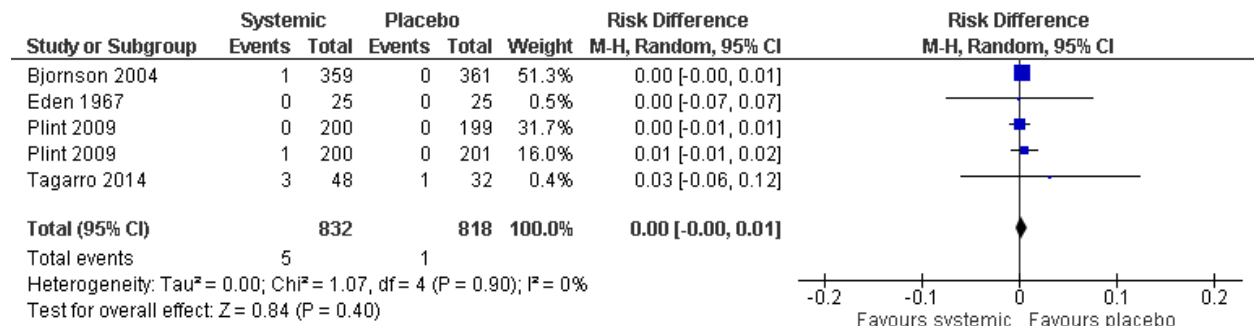 Systemic Placebo Risk Difference Risk Difference
Study or Subgroup Events Total Events Total Weight M-H, Random, 95% CI M-H, Random, 95% CI
Bjornson 2004 1 359 0 361 51.3% 0.00 [-0.00, 0.01]
Eden 1967 0 25 0 25 0.5% 0.00 [-0.07, 0.07]
Plint 2009 0 200 0 199 31.7% 0.00 [-0.01, 0.01]
Plint 2009 1 200 0 201 16.0% 0.01 [-0.01, 0.02]
Tagarro 2014 3 48 1 32 0.4% 0.03 [-0.06, 0.12]
Total (95% CI) 832 818 100.0% 0.00 [-0.00, 0.01]
Total events 5 1
Heterogeneity: Tau² = 0.00; Chi² = 1.07, df = 4 (P = 0.90); I² = 0%
Test for overall effect: Z = 0.84 (P = 0.40)
-0.2 -0.1 0 0.1 0.2
Favours systemic Favours placebo